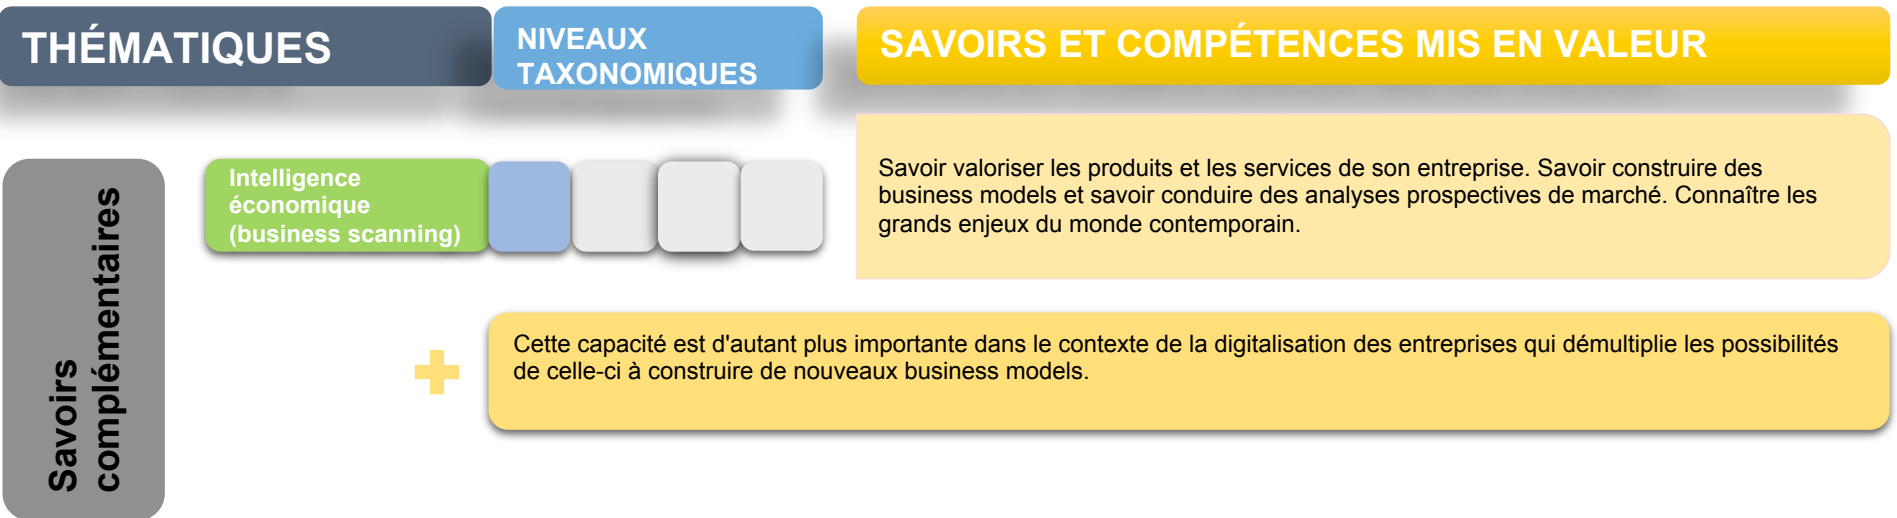 THÉMATIQUES
NIVEAUX
TAXONOMIQUES
SAVOIRS ET COMPÉTENCES MIS EN VALEUR
Savoirs
complémentaires
Intelligence
économique
(business scanning)
Savoir valoriser les produits et les services de son entreprise. Savoir construire des
business models et savoir conduire des analyses prospectives de marché. Connaître les
grands enjeux du monde contemporain.
Cette capacité est d'autant plus importante dans le contexte de la digitalisation des entreprises qui démultiplie les possibilités
de celle-ci à construire de nouveaux business models.